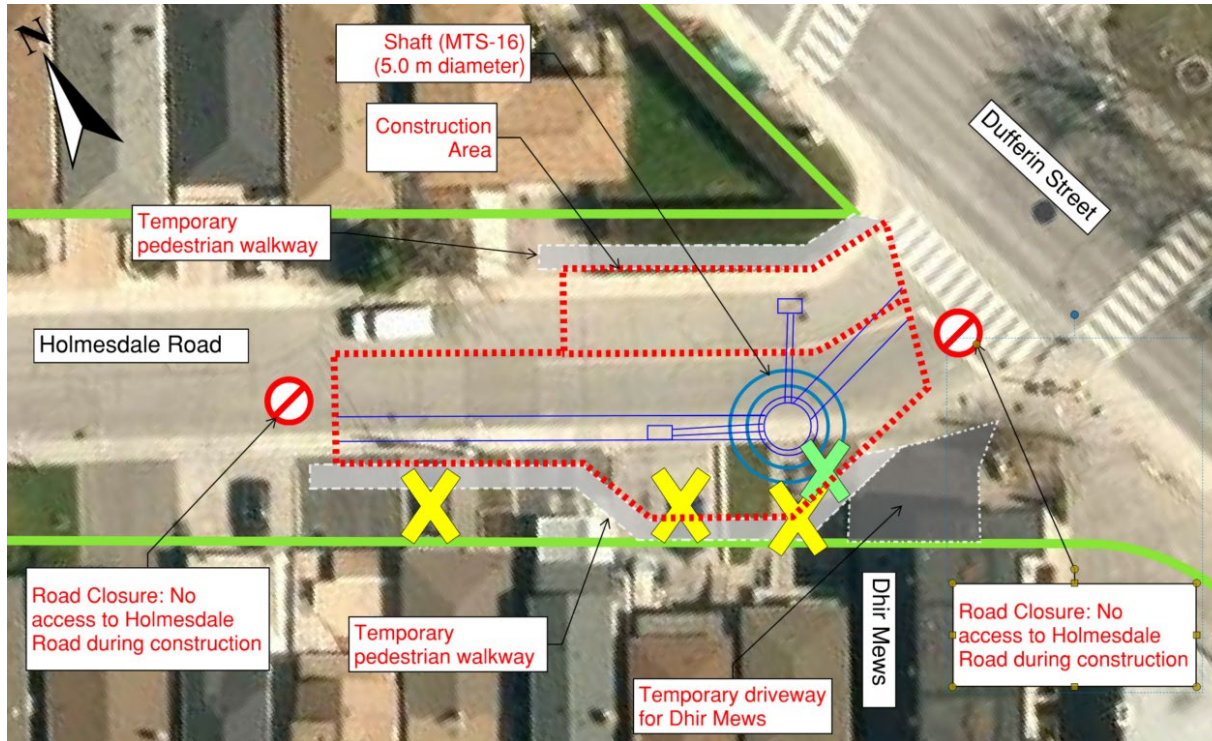 N
Shaft (MTS-16)
(5.0 m diameter)
Construction
Area
Dufferin Street
Temporary
pedestrian walkway
Holmesdale Road
Road Closure: No
access to Holmesdale
Road during construction
Temporary
pedestrian walkway
Temporary driveway
for Dhir Mews
Dhir Mews
Road Closure: No
access to Holmesdale
Road during construction